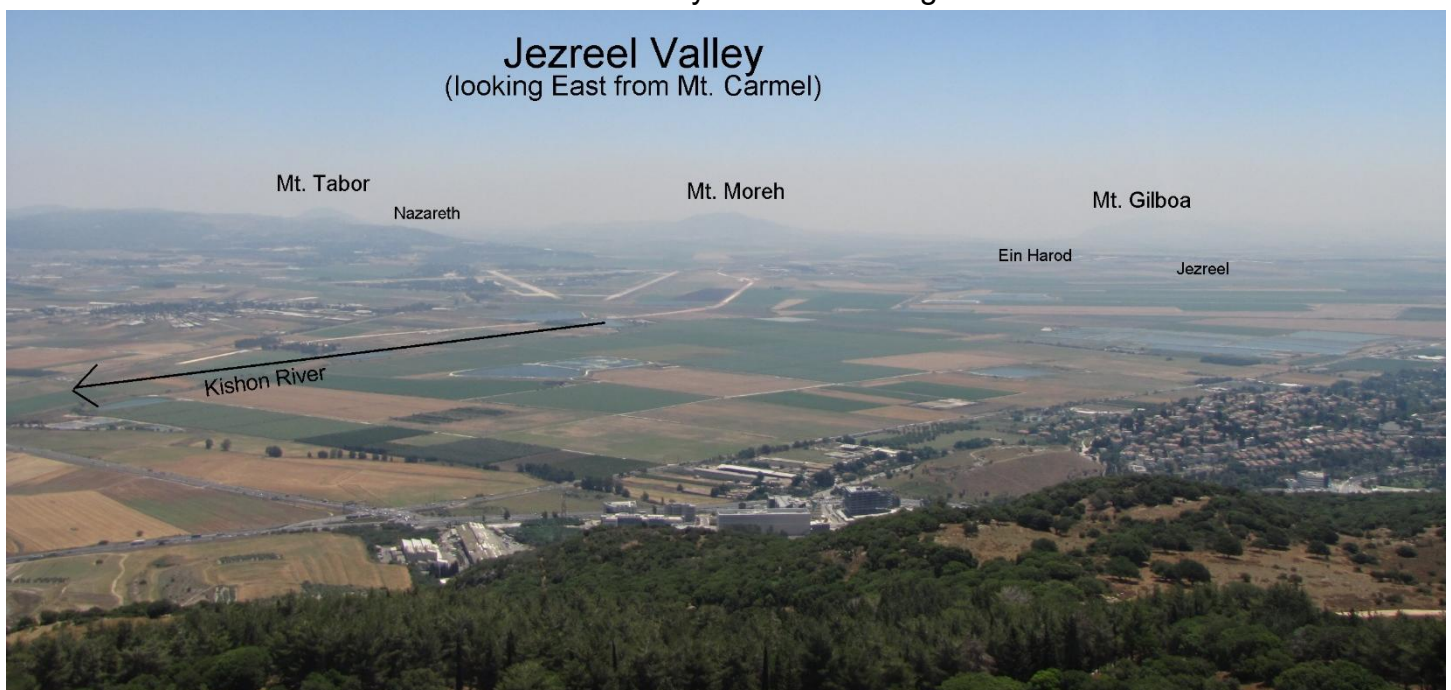 Jezreel Valley
(looking East from Mt. Carmel)
Mt. Tabor
Mt. Moreh
Mt. Gilboa
Nazareth
Ein Harod
Jezreel
Kishon River